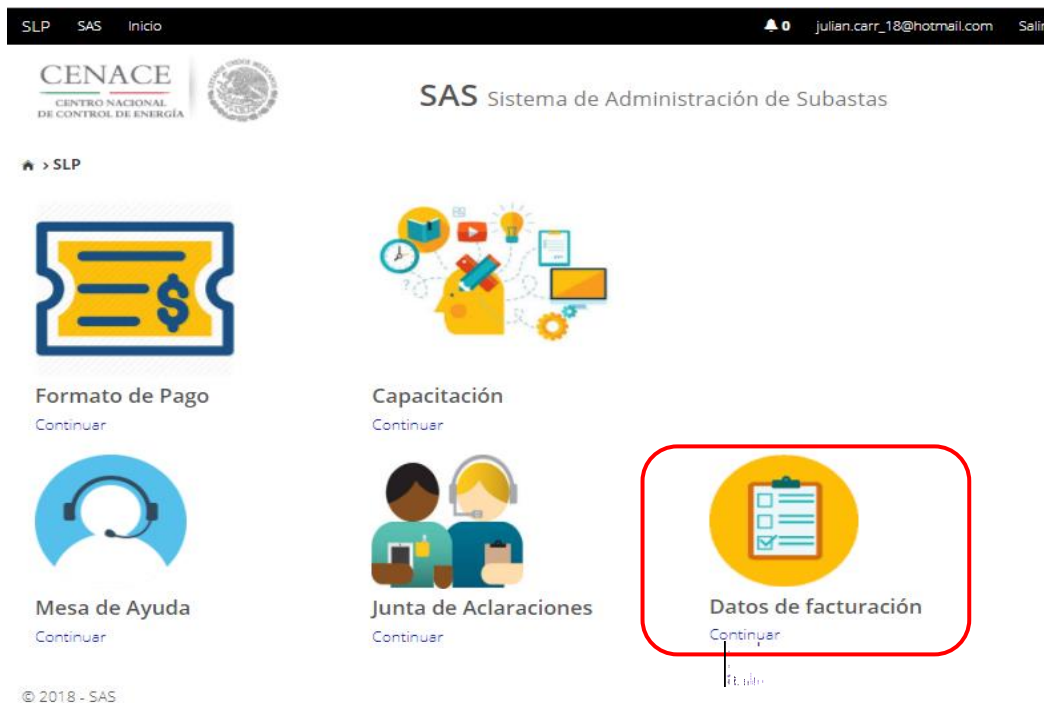 SLP SAS Inicio 0 julian.carr_18@hotmail.com Salir
CENACE
CENTRO NACIONAL
DE CONTROL DE ENERGÍA
SAS Sistema de Administración de Subastas
> SLP
Formato de Pago
Continuar
Capacitación
Continuar
Mesa de Ayuda
Continuar
Junta de Aclaraciones
Continuar
Datos de facturación
Continuar
© 2018 - SAS